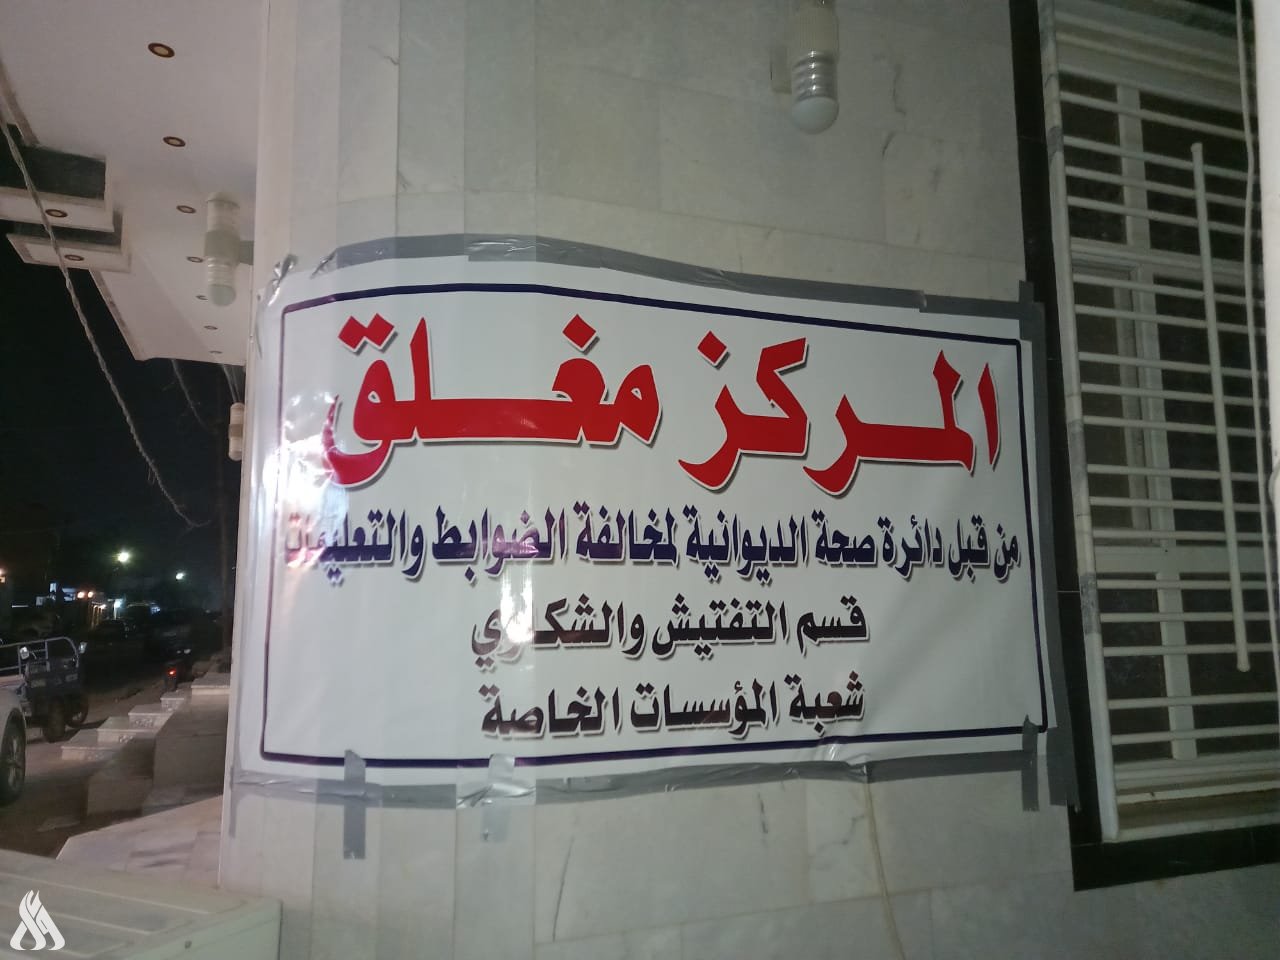 المركز مغلق
من قبل دائرة صحة الديوانية لمخالفة الضوابط والتعليمات
قسم التفتيش والشكاوي
شعبة المؤسسات الخاصة